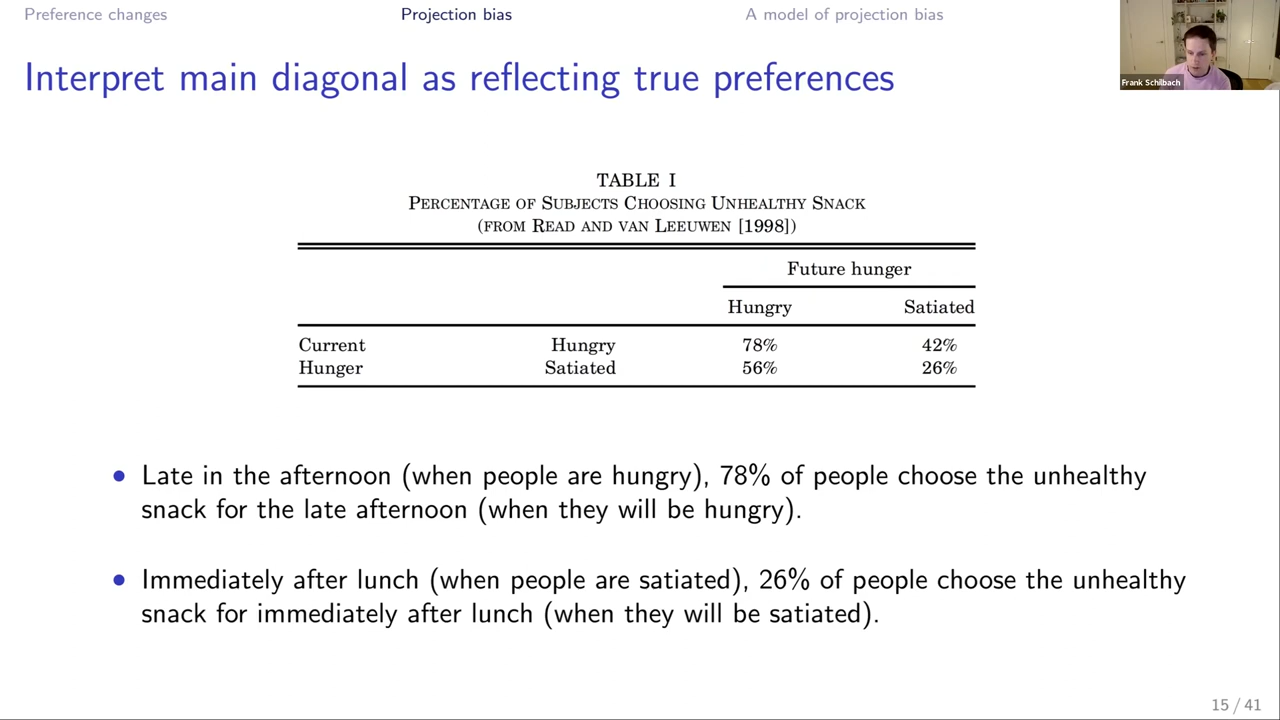 Preference changes
Projection bias
A model of projection bias
Frank Schilbach
Interpret main diagonal as reflecting true preferences
TABLE I
PERCENTAGE OF SUBJECTS CHOOSING UNHEALTHY SNACK
(FROM READ AND VAN LEEUWEN [1998])
Future hunger
Hungry Satiated
Current Hungry 78% 42%
Hunger Satiated 56% 26%
• Late in the afternoon (when people are hungry), 78% of people choose the unhealthy
snack for the late afternoon (when they will be hungry).
• Immediately after lunch (when people are satiated), 26% of people choose the unhealthy
snack for immediately after lunch (when they will be satiated).
15 / 41